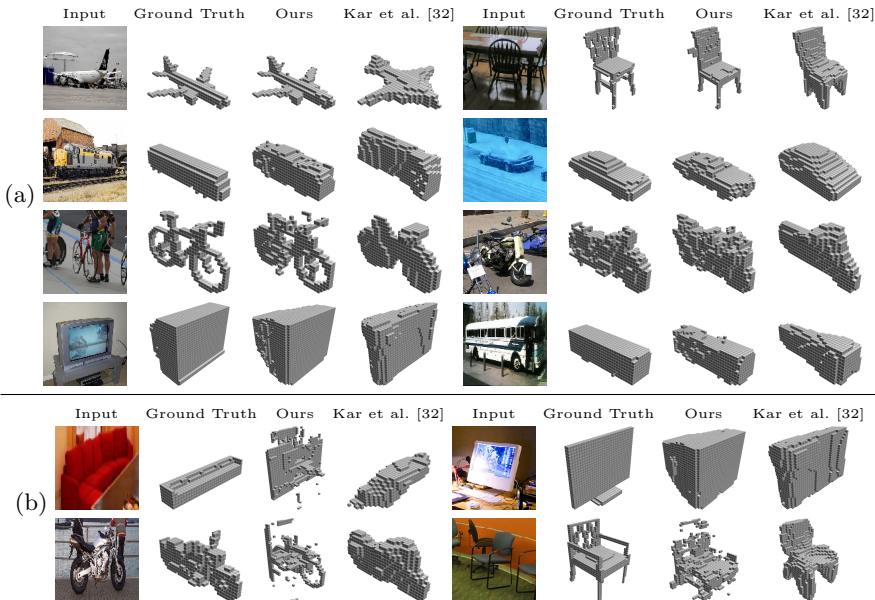 Input Ground Truth Ours Kar et al. [32] Input Ground Truth Ours Kar et al. [32]
(a)
Input Ground Truth Ours Kar et al. [32] Input Ground Truth Ours Kar et al. [32]
(b)